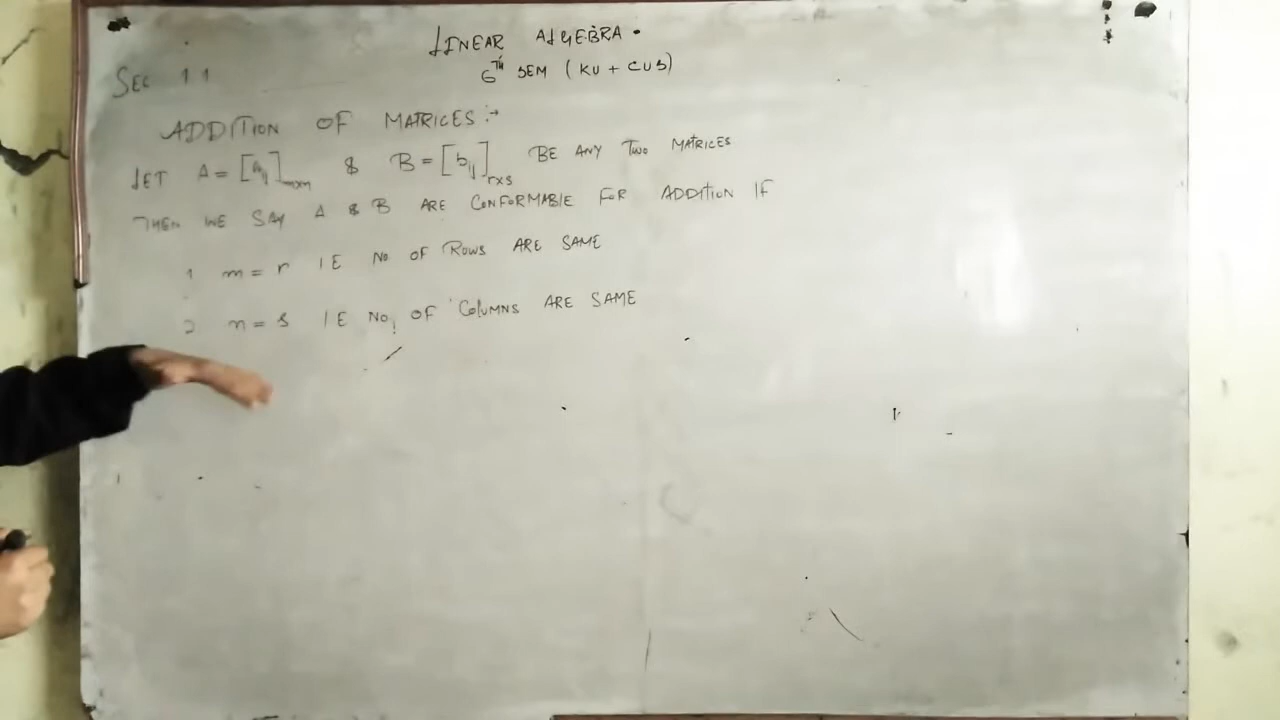 LINEAR ALGEBRA.
6TH SEM (KU + CUS)
SEC 1 1
ADDITION OF MATRICES :→
LET A = [aij]mxn & B = [bij]rxs BE ANY TWO MATRICES
THEN WE SAY A & B ARE CONFORMABLE FOR ADDITION IF
1 m = r I E NO OF ROWS ARE SAME
2 n = s I E NO. OF COLUMNS ARE SAME